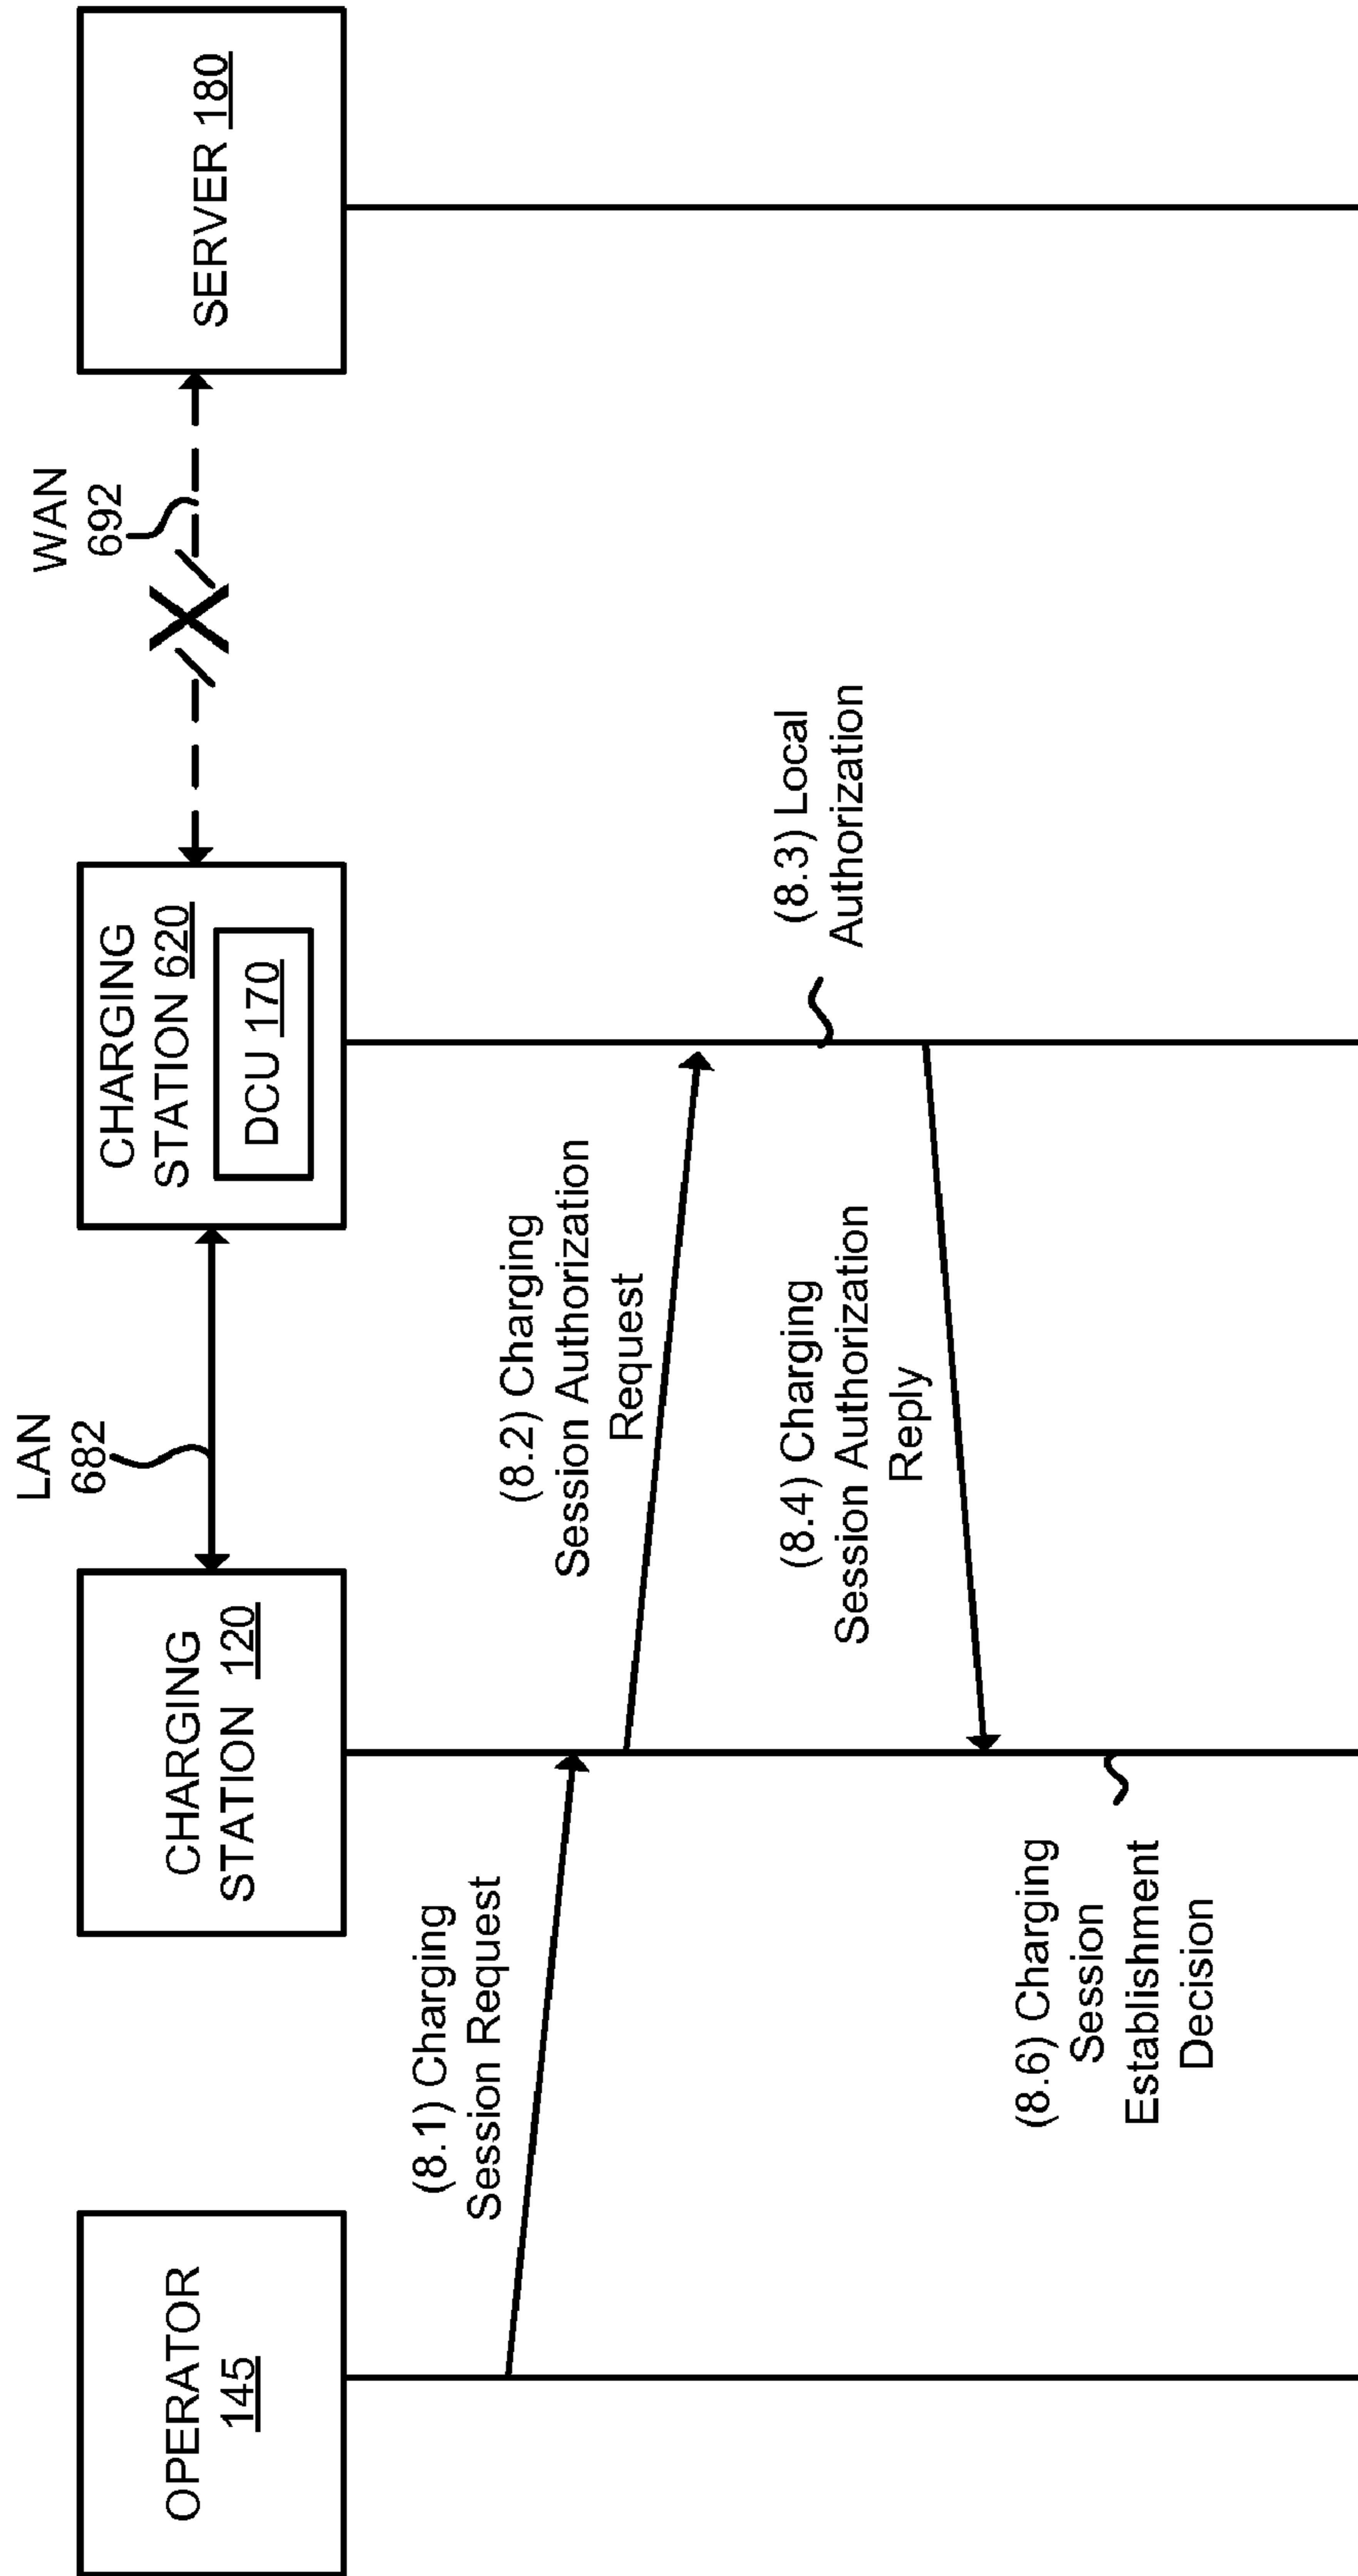 OPERATOR
145
CHARGING
STATION 120
LAN
682
CHARGING
STATION 620
DCU 170
WAN
692
SERVER 180
(8.1) Charging
Session Request
(8.2) Charging
Session Authorization
Request
(8.3) Local
Authorization
(8.4) Charging
Session Authorization
Reply
(8.6) Charging
Session
Establishment
Decision